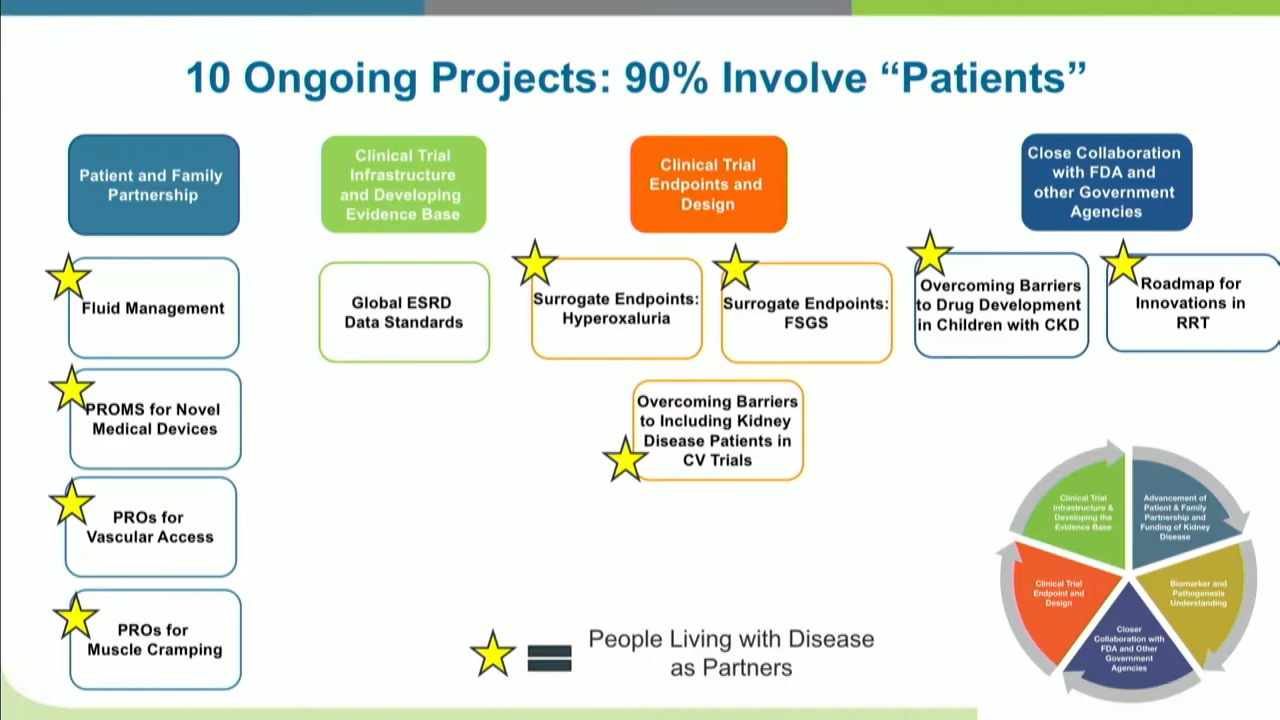 10 Ongoing Projects: 90% Involve “Patients”
Patient and Family
Partnership
Clinical Trial
Infrastructure
and Developing
Evidence Base
Clinical Trial
Endpoints and
Design
Close Collaboration
with FDA and
other Government
Agencies
Fluid Management
Global ESRD
Data Standards
Surrogate Endpoints:
Hyperoxaluria
Surrogate Endpoints:
FSGS
Overcoming Barriers
to Drug Development
in Children with CKD
Roadmap for
Innovations in
RRT
PROMS for Novel
Medical Devices
Overcoming Barriers
to Including Kidney
Disease Patients in
CV Trials
PROs for
Vascular Access
PROs for
Muscle Cramping
People Living with Disease
as Partners
Clinical Trial
Infrastructure &
Developing the
Evidence Base
Advancement of
Patient & Family
Partnership and
Funding of Kidney
Disease
Clinical Trial
Endpoint and
Design
Biomarker and
Pathogenesis
Understanding
Closer
Collaboration with
FDA and Other
Government
Agencies